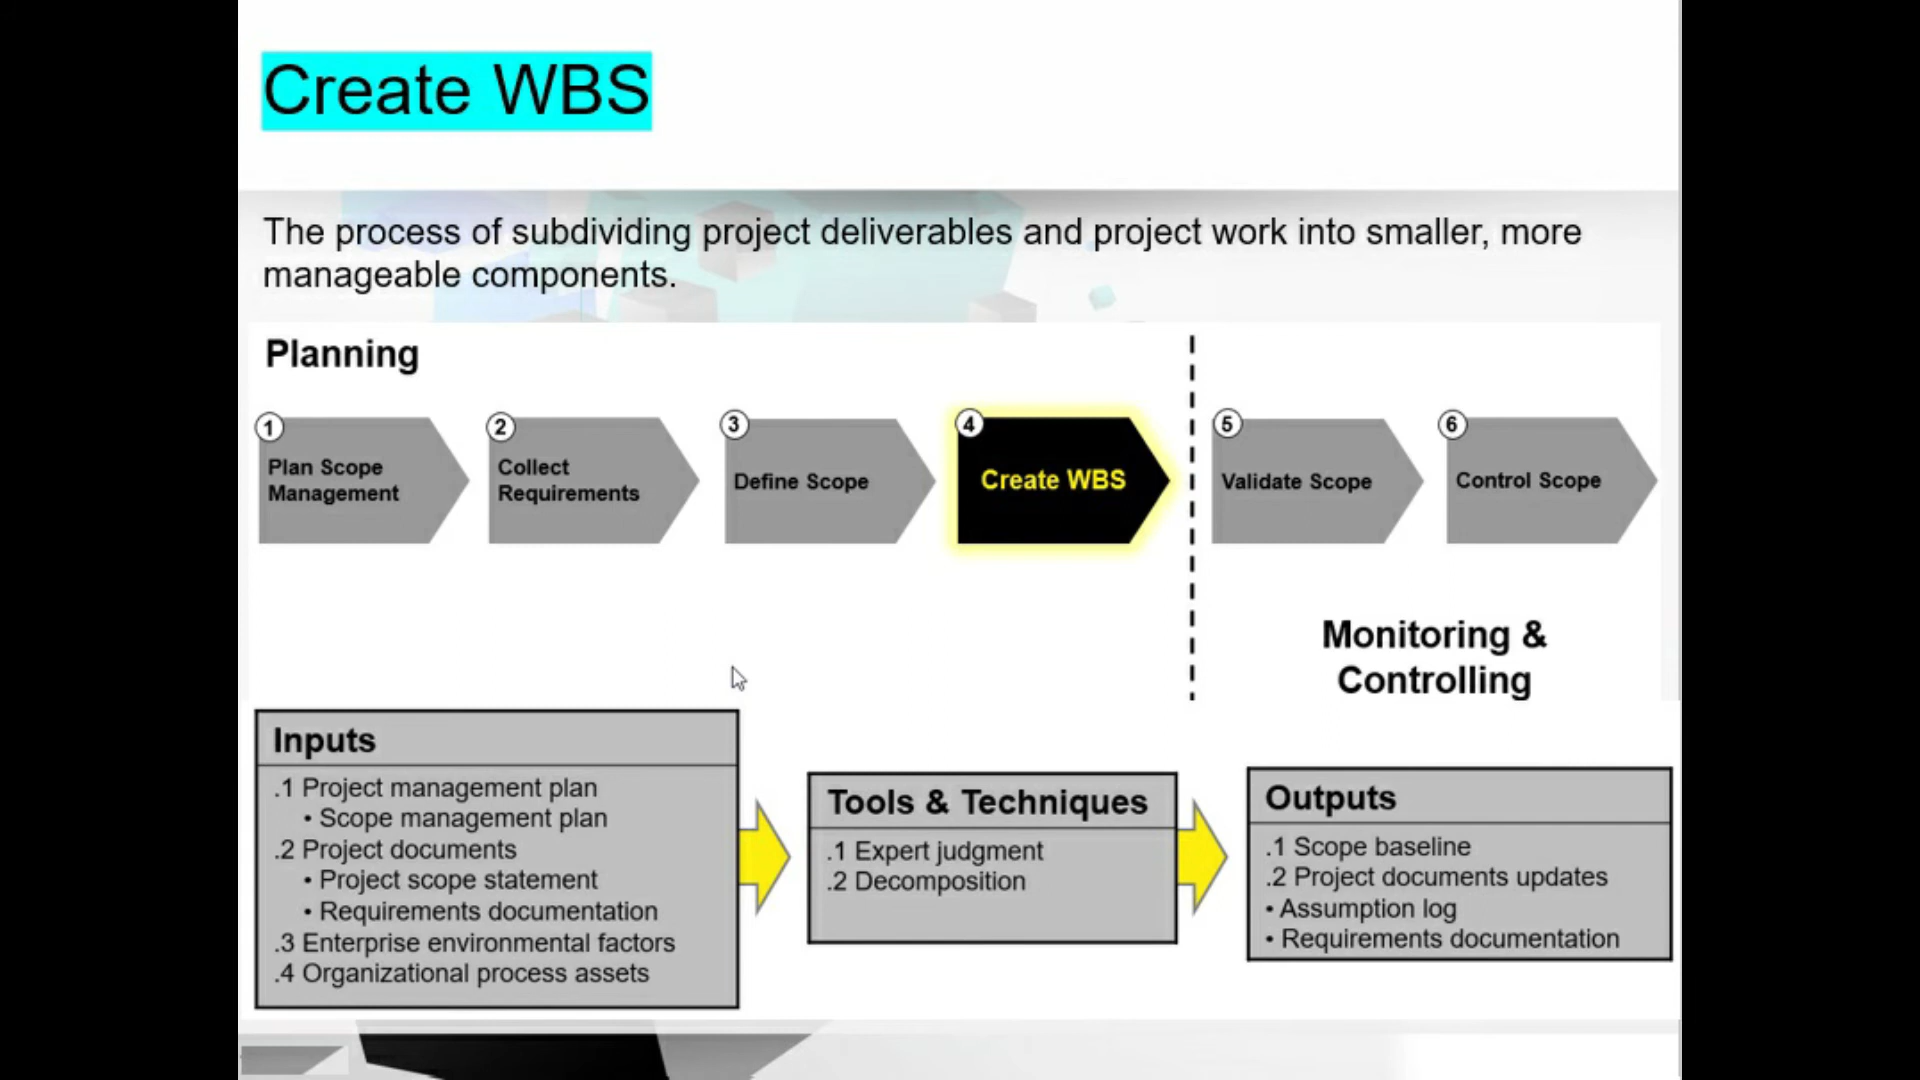 Create WBS
The process of subdividing project deliverables and project work into smaller, more
manageable components.
Planning
1
Plan Scope
Management
2
Collect
Requirements
3
Define Scope
4
Create WBS
5
Validate Scope
6
Control Scope
Monitoring &
Controlling
Inputs
.1 Project management plan
• Scope management plan
.2 Project documents
• Project scope statement
• Requirements documentation
.3 Enterprise environmental factors
.4 Organizational process assets
Tools & Techniques
.1 Expert judgment
.2 Decomposition
Outputs
.1 Scope baseline
.2 Project documents updates
• Assumption log
• Requirements documentation